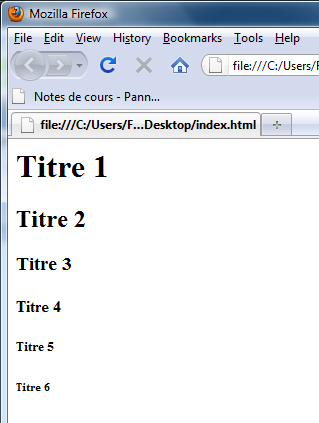 Mozilla Firefox
File Edit View History Bookmarks Tools Help
file:///C:/Users/F
Notes de cours - Pann...
file:///C:/Users/F...Desktop/index.html
Titre 1
Titre 2
Titre 3
Titre 4
Titre 5
Titre 6